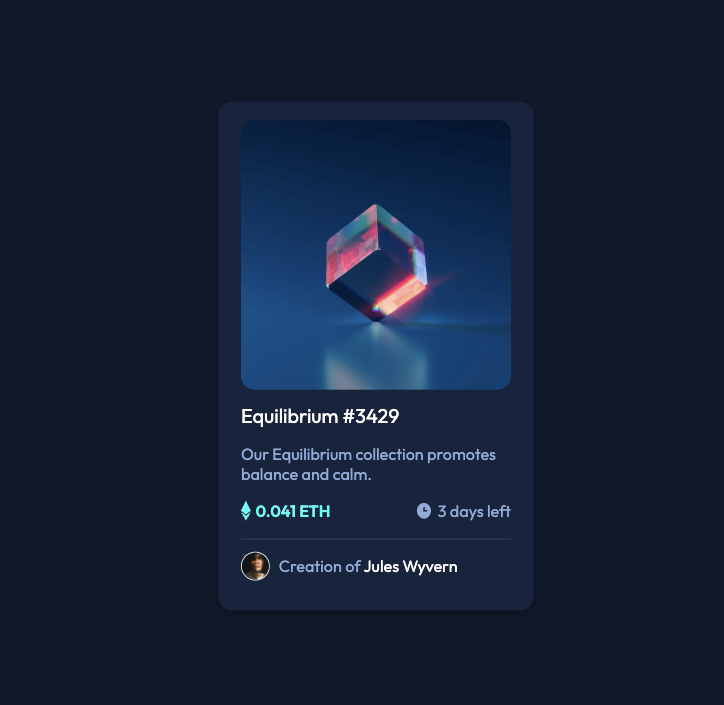 Equilibrium #3429
Our Equilibrium collection promotes
balance and calm.
0.041 ETH
3 days left
Creation of Jules Wyvern